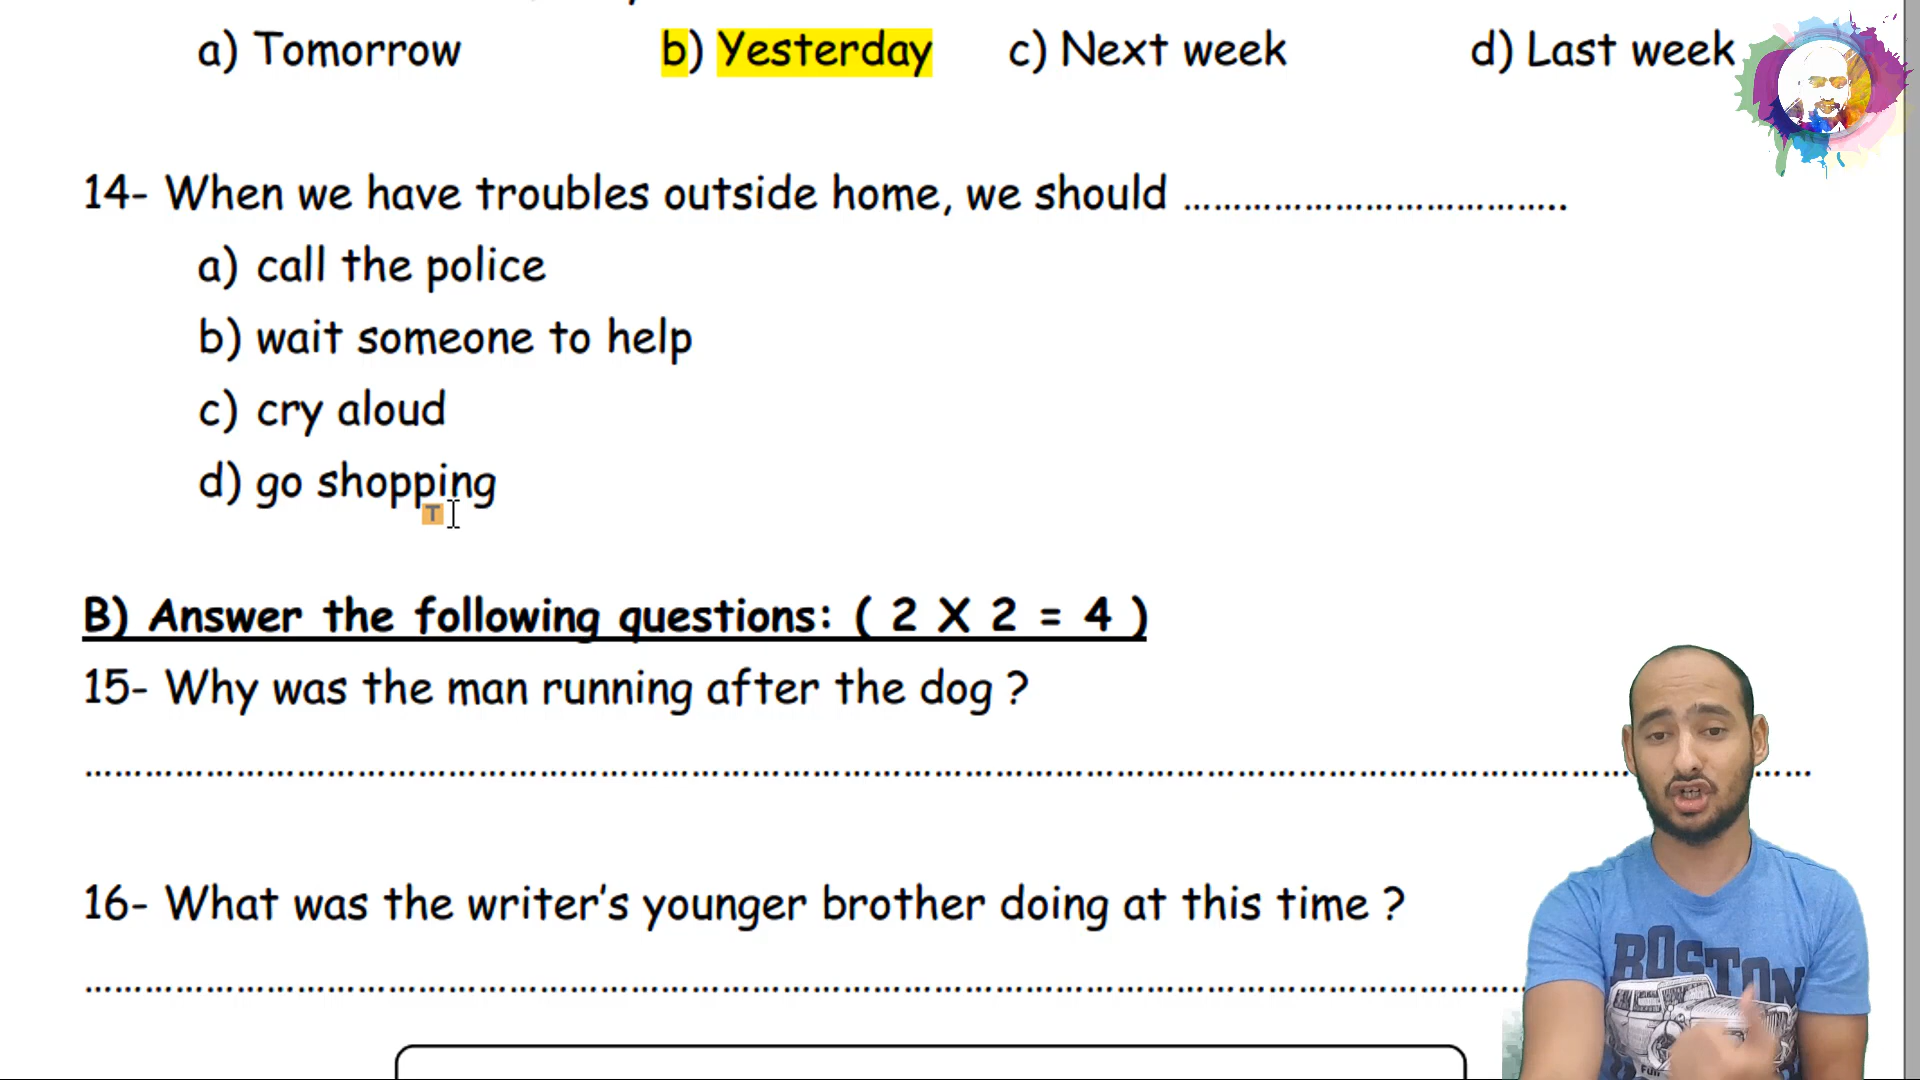 a) Tomorrow b) Yesterday c) Next week d) Last week
14- When we have troubles outside home, we should ………………………………..
a) call the police
b) wait someone to help
c) cry aloud
d) go shopping
T
B) Answer the following questions: ( 2 X 2 = 4 )
15- Why was the man running after the dog ?
……………………………………………………………………………………………………………………
16- What was the writer's younger brother doing at this time ?
……………………………………………………………………………………………………
BOSTON
Full